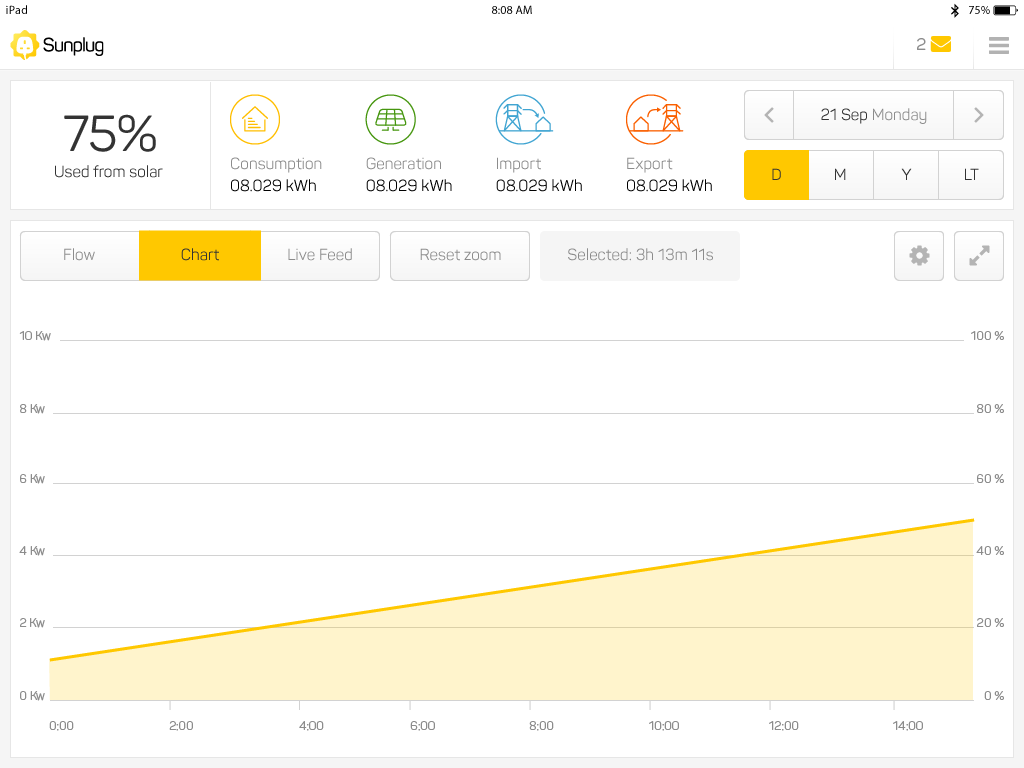 iPad
8:08 AM
75%
Sunplug
2
75%
Used from solar
Consumption
08.029 kWh
Generation
08.029 kWh
Import
08.029 kWh
Export
08.029 kWh
21 Sep Monday
D
M
Y
LT
Flow
Chart
Live Feed
Reset zoom
Selected: 3h 13m 11s
10 Kw
100 %
8 Kw
80 %
6 Kw
60 %
4 Kw
40 %
2 Kw
20 %
0 Kw
0 %
0:00
2:00
4:00
6:00
8:00
10:00
12:00
14:00